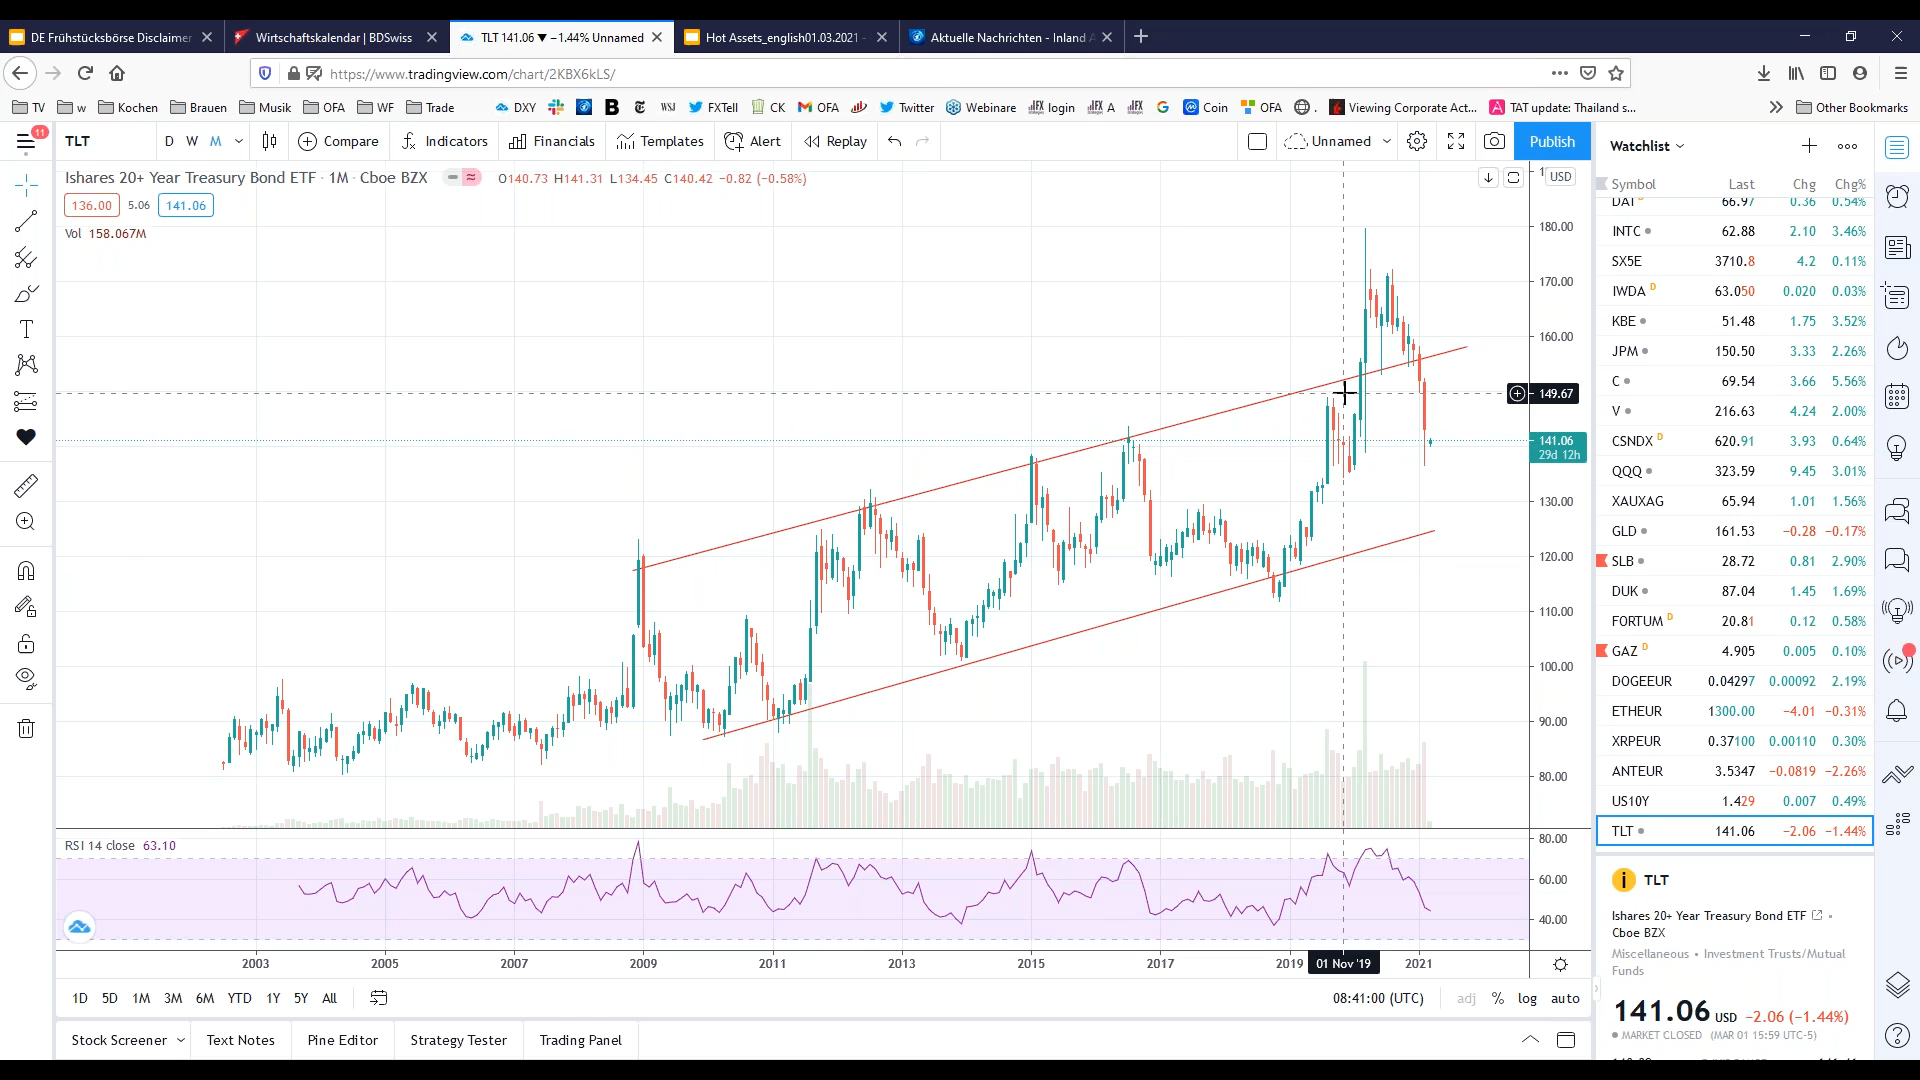 DE Frühstücksbörse Disclaimer
Wirtschaftskalendar | BDSwiss
TLT 141.06 ▼ −1.44% Unnamed
Hot Assets_english01.03.2021 -
Aktuelle Nachrichten - Inland A
https://www.tradingview.com/chart/2KBX6kLS/
TV w Kochen Brauen Musik OFA WF Trade DXY B WSJ FXTell CK OFA Twitter Webinare login A G Coin OFA . Viewing Corporate Act... TAT update: Thailand s... Other Bookmarks
11
TLT D W M Compare Indicators Financials Templates Alert Replay Unnamed Publish
Ishares 20+ Year Treasury Bond ETF · 1M · Cboe BZX O140.73 H141.31 L134.45 C140.42 −0.82 (−0.58%)
136.00 5.06 141.06
Vol 158.067M
USD
180.00
170.00
160.00
149.67
141.06
29d 12h
130.00
120.00
110.00
100.00
90.00
80.00
RSI 14 close 63.10
80.00
60.00
40.00
2003 2005 2007 2009 2011 2013 2015 2017 2019 01 Nov '19 2021
1D 5D 1M 3M 6M YTD 1Y 5Y All 08:41:00 (UTC) adj % log auto
Stock Screener Text Notes Pine Editor Strategy Tester Trading Panel
Watchlist
Symbol Last Chg Chg%
DAI D 66.97 0.36 0.54%
INTC 62.88 2.10 3.46%
SX5E 3710.8 4.2 0.11%
IWDA D 63.050 0.020 0.03%
KBE 51.48 1.75 3.52%
JPM 150.50 3.33 2.26%
C 69.54 3.66 5.56%
V 216.63 4.24 2.00%
CSNDX D 620.91 3.93 0.64%
QQQ 323.59 9.45 3.01%
XAUXAG 65.94 1.01 1.56%
GLD 161.53 −0.28 −0.17%
SLB 28.72 0.81 2.90%
DUK 87.04 1.45 1.69%
FORTUM D 20.81 0.12 0.58%
GAZ D 4.905 0.005 0.10%
DOGEEUR 0.04297 0.00092 2.19%
ETHEUR 1300.00 −4.01 −0.31%
XRPEUR 0.37100 0.00110 0.30%
ANTEUR 3.5347 −0.0819 −2.26%
US10Y 1.429 0.007 0.49%
TLT 141.06 −2.06 −1.44%
TLT
Ishares 20+ Year Treasury Bond ETF
Cboe BZX
Miscellaneous • Investment Trusts/Mutual
Funds
141.06 USD −2.06 (−1.44%)
MARKET CLOSED (MAR 01 15:59 UTC-5)